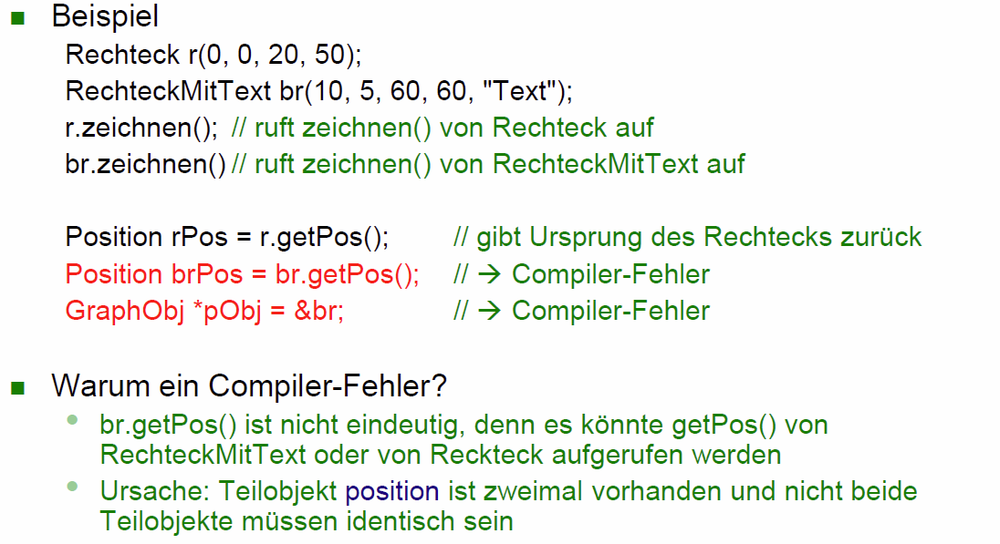 Beispiel
Rechteck r(0, 0, 20, 50);
RechteckMitText br(10, 5, 60, 60, "Text");
r.zeichnen(); // ruft zeichnen() von Rechteck auf
br.zeichnen() // ruft zeichnen() von RechteckMitText auf
Position rPos = r.getPos(); // gibt Ursprung des Rechtecks zurück
Position brPos = br.getPos(); // → Compiler-Fehler
GraphObj *pObj = &br; // → Compiler-Fehler
Warum ein Compiler-Fehler?
br.getPos() ist nicht eindeutig, denn es könnte getPos() von
RechteckMitText oder von Reckteck aufgerufen werden
Ursache: Teilobjekt position ist zweimal vorhanden und nicht beide
Teilobjekte müssen identisch sein